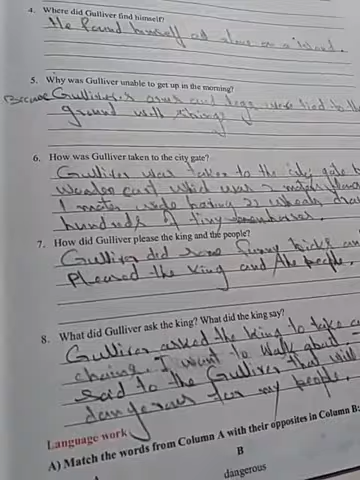 4. Where did Gulliver find himself?
He found himself alone on a island.
5. Why was Gulliver unable to get up in the morning?
Because Gulliver's arms and legs were tied to the
ground with strings
6. How was Gulliver taken to the city gate?
Gulliver was taken to the city gate
wooden cart which was 2 meters
1 meter wide having 22 wheels
hundreds of tiny horses.
7. How did Gulliver please the king and the people?
Gulliver did some funny tricks
pleased the king and the people.
8. What did Gulliver ask the king? What did the king say?
Gulliver asked the king to take
chains. I want to walk about.
said to the Gulliver that will
dangerous for my people.
Language work
A) Match the words from Column A with their opposites in Column B:
B
dangerous